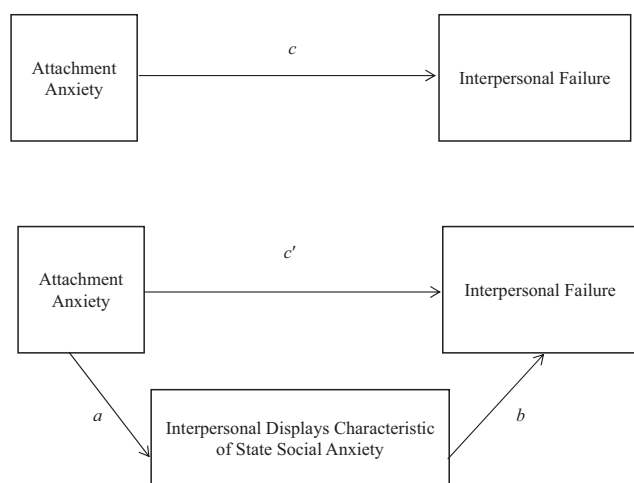 c
Attachment
Anxiety
Interpersonal Failure
c′
Attachment
Anxiety
Interpersonal Failure
a
Interpersonal Displays Characteristic
of State Social Anxiety
b